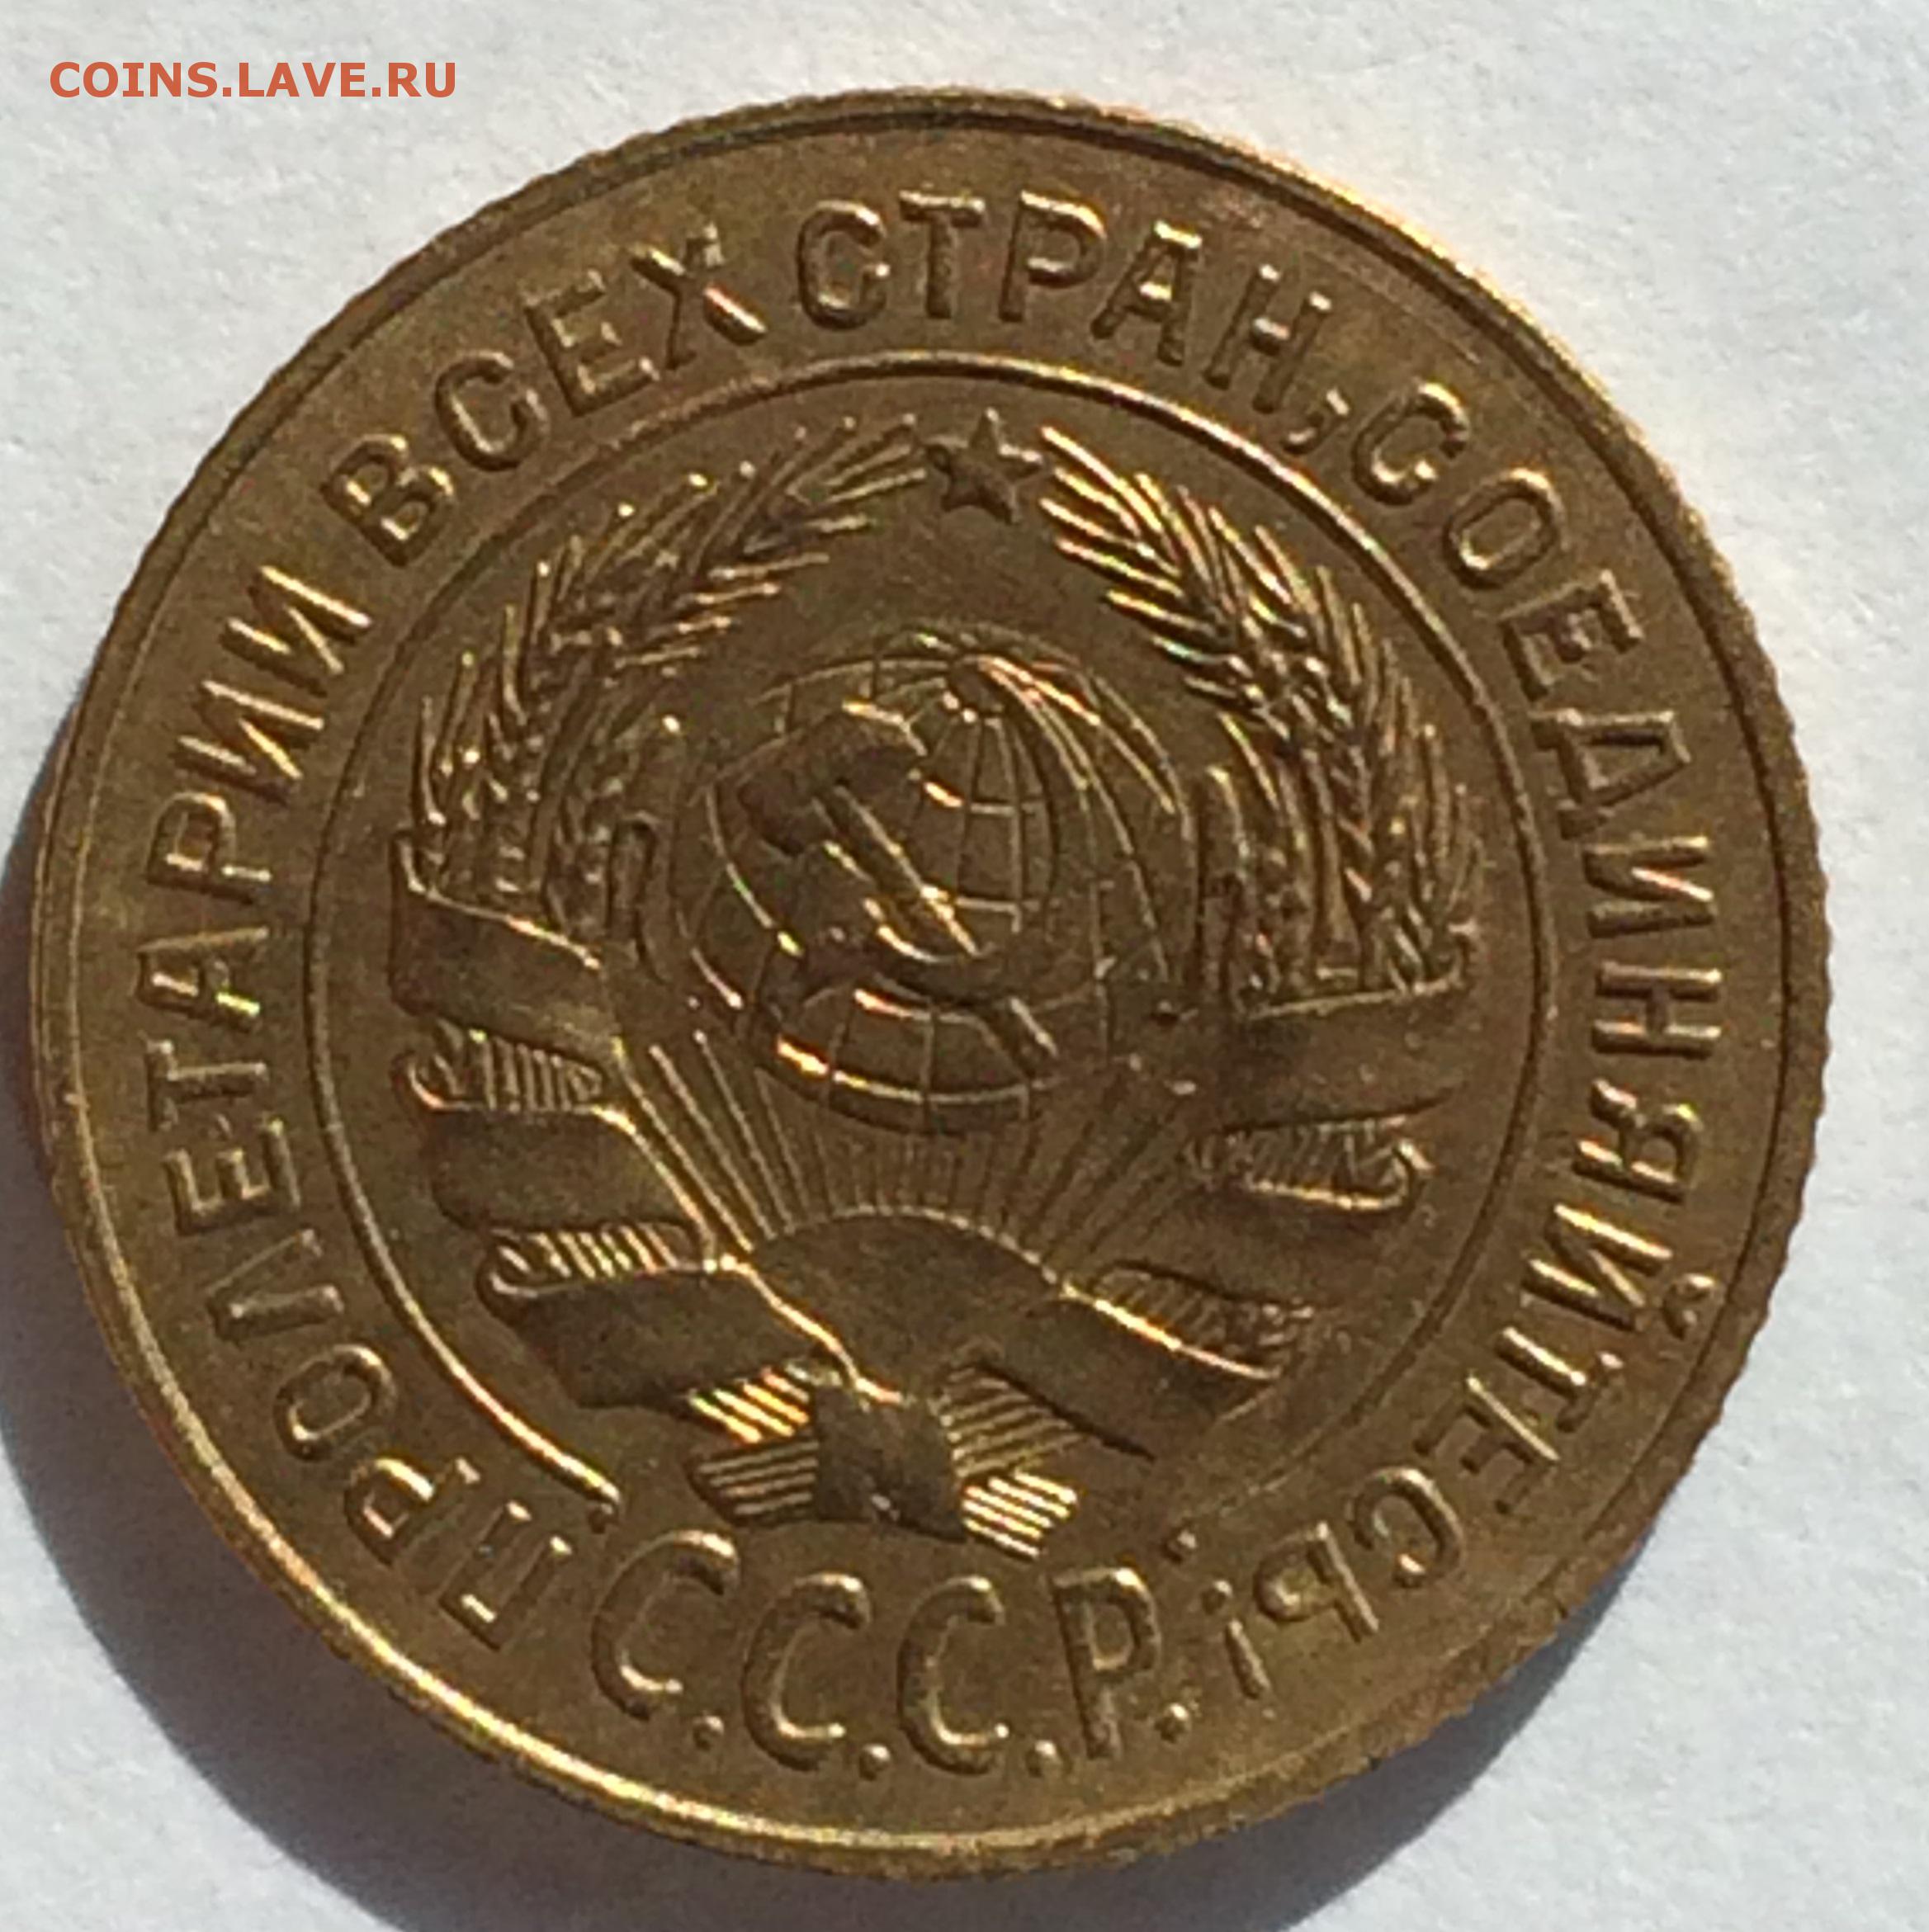 COINS.LAVE.RU
ПРОЛЕТАРИИ ВСЕХ СТРАН, СОЕДИНЯЙТЕСЬ!
С.С.С.Р.